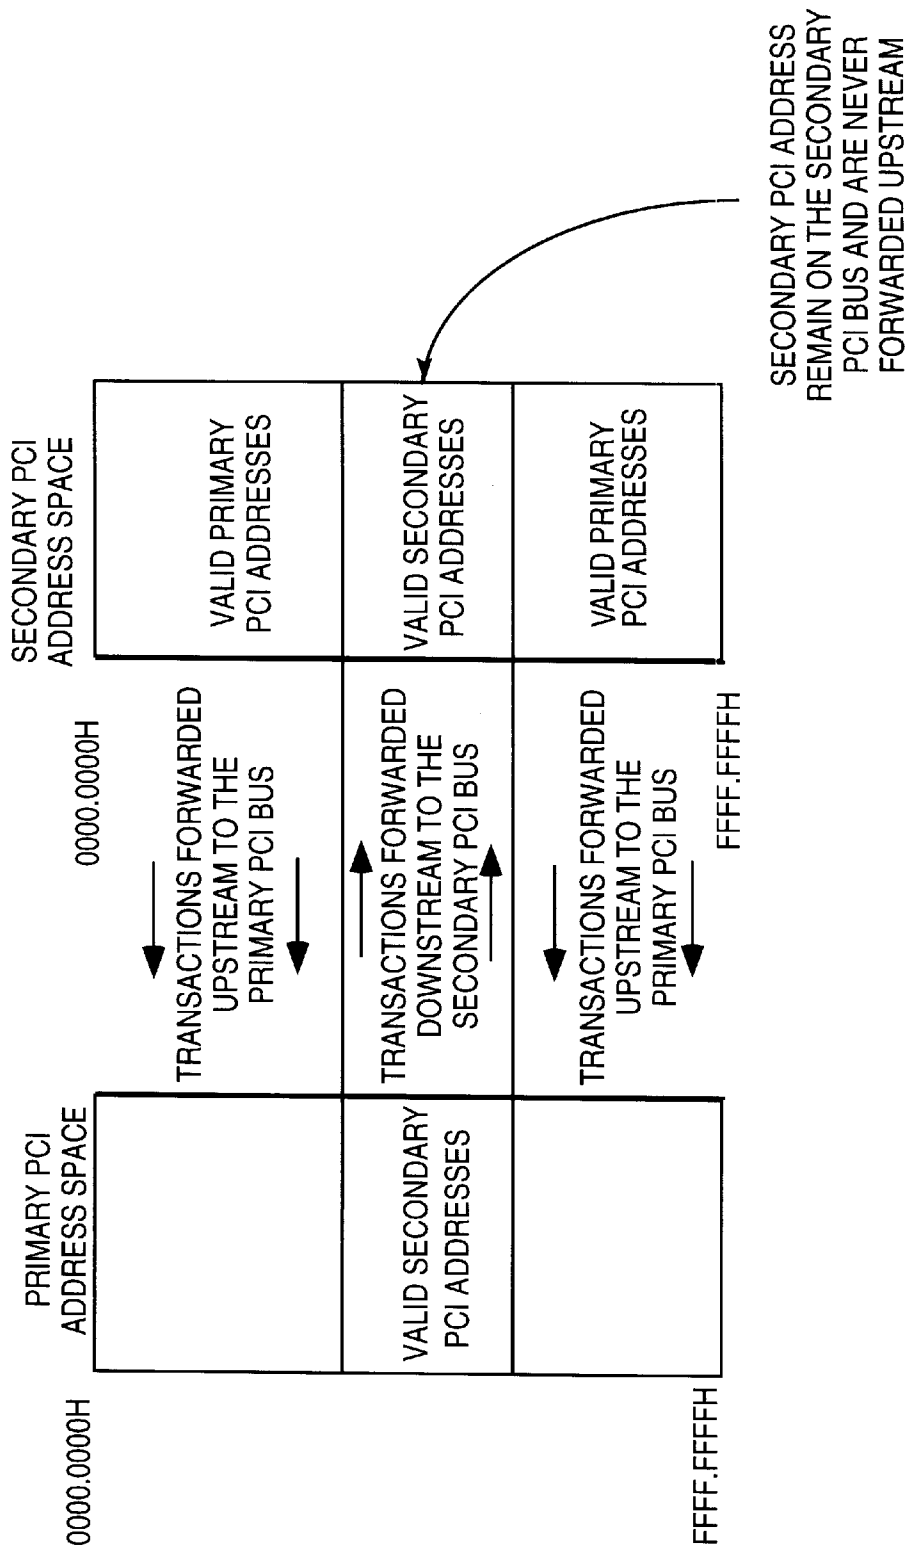 PRIMARY PCI
ADDRESS SPACE
SECONDARY PCI
ADDRESS SPACE
0000.0000H
0000.0000H
TRANSACTIONS FORWARDED
UPSTREAM TO THE
PRIMARY PCI BUS
VALID PRIMARY
PCI ADDRESSES
VALID SECONDARY
PCI ADDRESSES
TRANSACTIONS FORWARDED
DOWNSTREAM TO THE
SECONDARY PCI BUS
VALID SECONDARY
PCI ADDRESSES
TRANSACTIONS FORWARDED
UPSTREAM TO THE
PRIMARY PCI BUS
VALID PRIMARY
PCI ADDRESSES
FFFF.FFFFH
FFFF.FFFFH
SECONDARY PCI ADDRESS
REMAIN ON THE SECONDARY
PCI BUS AND ARE NEVER
FORWARDED UPSTREAM